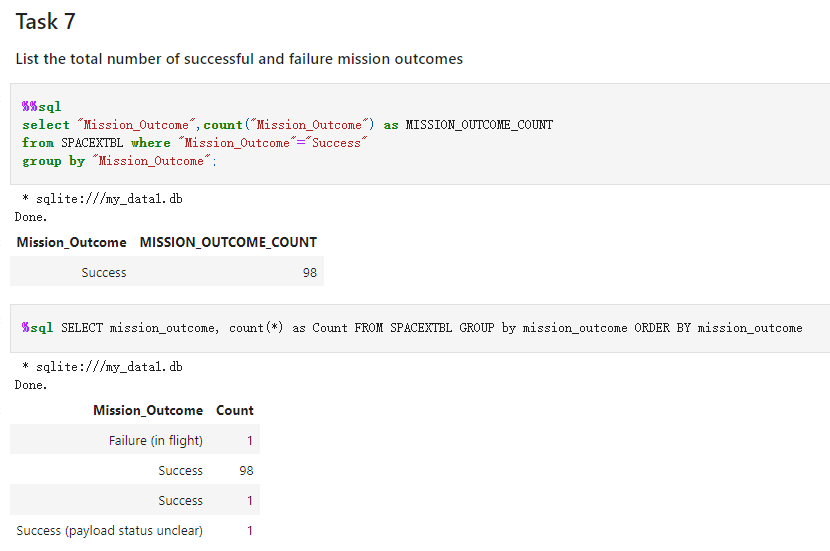 Task 7
List the total number of successful and failure mission outcomes
%%sql
select "Mission_Outcome",count("Mission_Outcome") as MISSION_OUTCOME_COUNT
from SPACEXTBL where "Mission_Outcome"="Success"
group by "Mission_Outcome";
* sqlite:///my_data1.db
Done.
Mission_Outcome MISSION_OUTCOME_COUNT
Success 98
%sql SELECT mission_outcome, count(*) as Count FROM SPACEXTBL GROUP by mission_outcome ORDER BY mission_outcome
* sqlite:///my_data1.db
Done.
Mission_Outcome Count
Failure (in flight) 1
Success 98
Success 1
Success (payload status unclear) 1